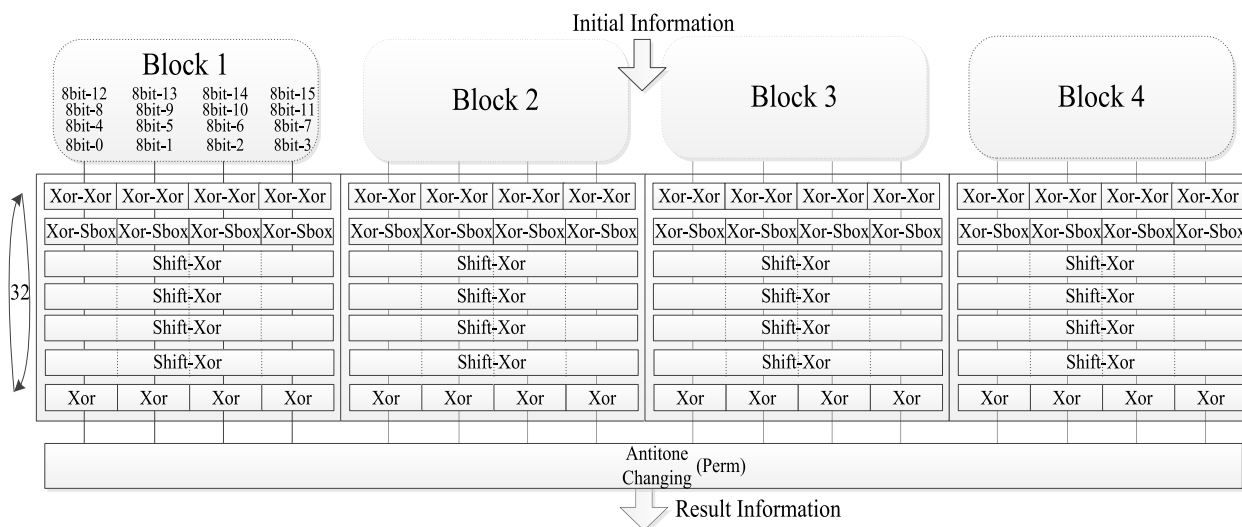 Initial Information
Block 1
Block 2
Block 3
Block 4
8bit-12 8bit-13 8bit-14 8bit-15
8bit-8 8bit-9 8bit-10 8bit-11
8bit-4 8bit-5 8bit-6 8bit-7
8bit-0 8bit-1 8bit-2 8bit-3
Xor-Xor Xor-Xor Xor-Xor Xor-Xor Xor-Xor Xor-Xor Xor-Xor Xor-Xor Xor-Xor Xor-Xor Xor-Xor Xor-Xor Xor-Xor Xor-Xor Xor-Xor Xor-Xor
Xor-Sbox Xor-Sbox Xor-Sbox Xor-Sbox Xor-Sbox Xor-Sbox Xor-Sbox Xor-Sbox Xor-Sbox Xor-Sbox Xor-Sbox Xor-Sbox Xor-Sbox Xor-Sbox Xor-Sbox Xor-Sbox
Shift-Xor Shift-Xor Shift-Xor Shift-Xor
32
Shift-Xor Shift-Xor Shift-Xor Shift-Xor
Shift-Xor Shift-Xor Shift-Xor Shift-Xor
Shift-Xor Shift-Xor Shift-Xor Shift-Xor
Xor Xor Xor Xor Xor Xor Xor Xor Xor Xor Xor Xor Xor Xor Xor Xor
Antitone
Changing (Perm)
Result Information